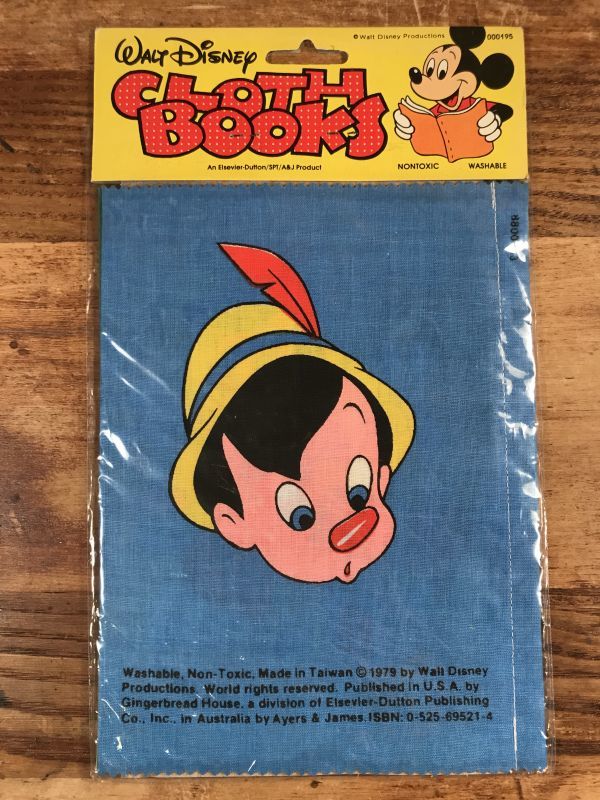 © Walt Disney Productions
000195
WALT DISNEY
CLOTH
BOOKS
An Elsevier-Dutton/SPT/A&J Product
NONTOXIC
WASHABLE
Washable, Non-Toxic, Made in Taiwan © 1979 by Walt Disney
Productions. World rights reserved. Published in U.S.A. by
Gingerbread House, a division of Elsevier-Dutton Publishing
Co., Inc., in Australia by Ayers & James. ISBN: 0-525-69521-4